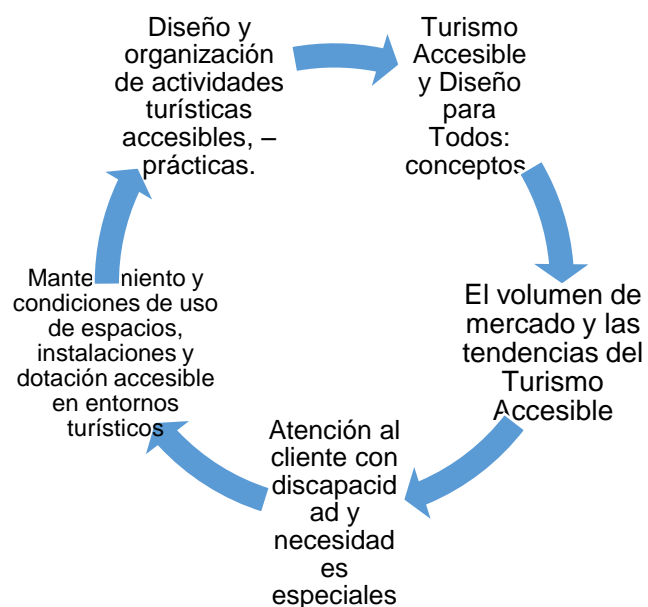 Diseño y
organización
de actividades
turísticas
accesibles, –
prácticas.
Turismo
Accesible
y Diseño
para
Todos:
conceptos
El volumen de
mercado y las
tendencias del
Turismo
Accesible
Atención al
cliente con
discapacid
ad y
necesidad
es
especiales
Mantenimiento y
condiciones de uso
de espacios,
instalaciones y
dotación accesible
en entornos
turísticos